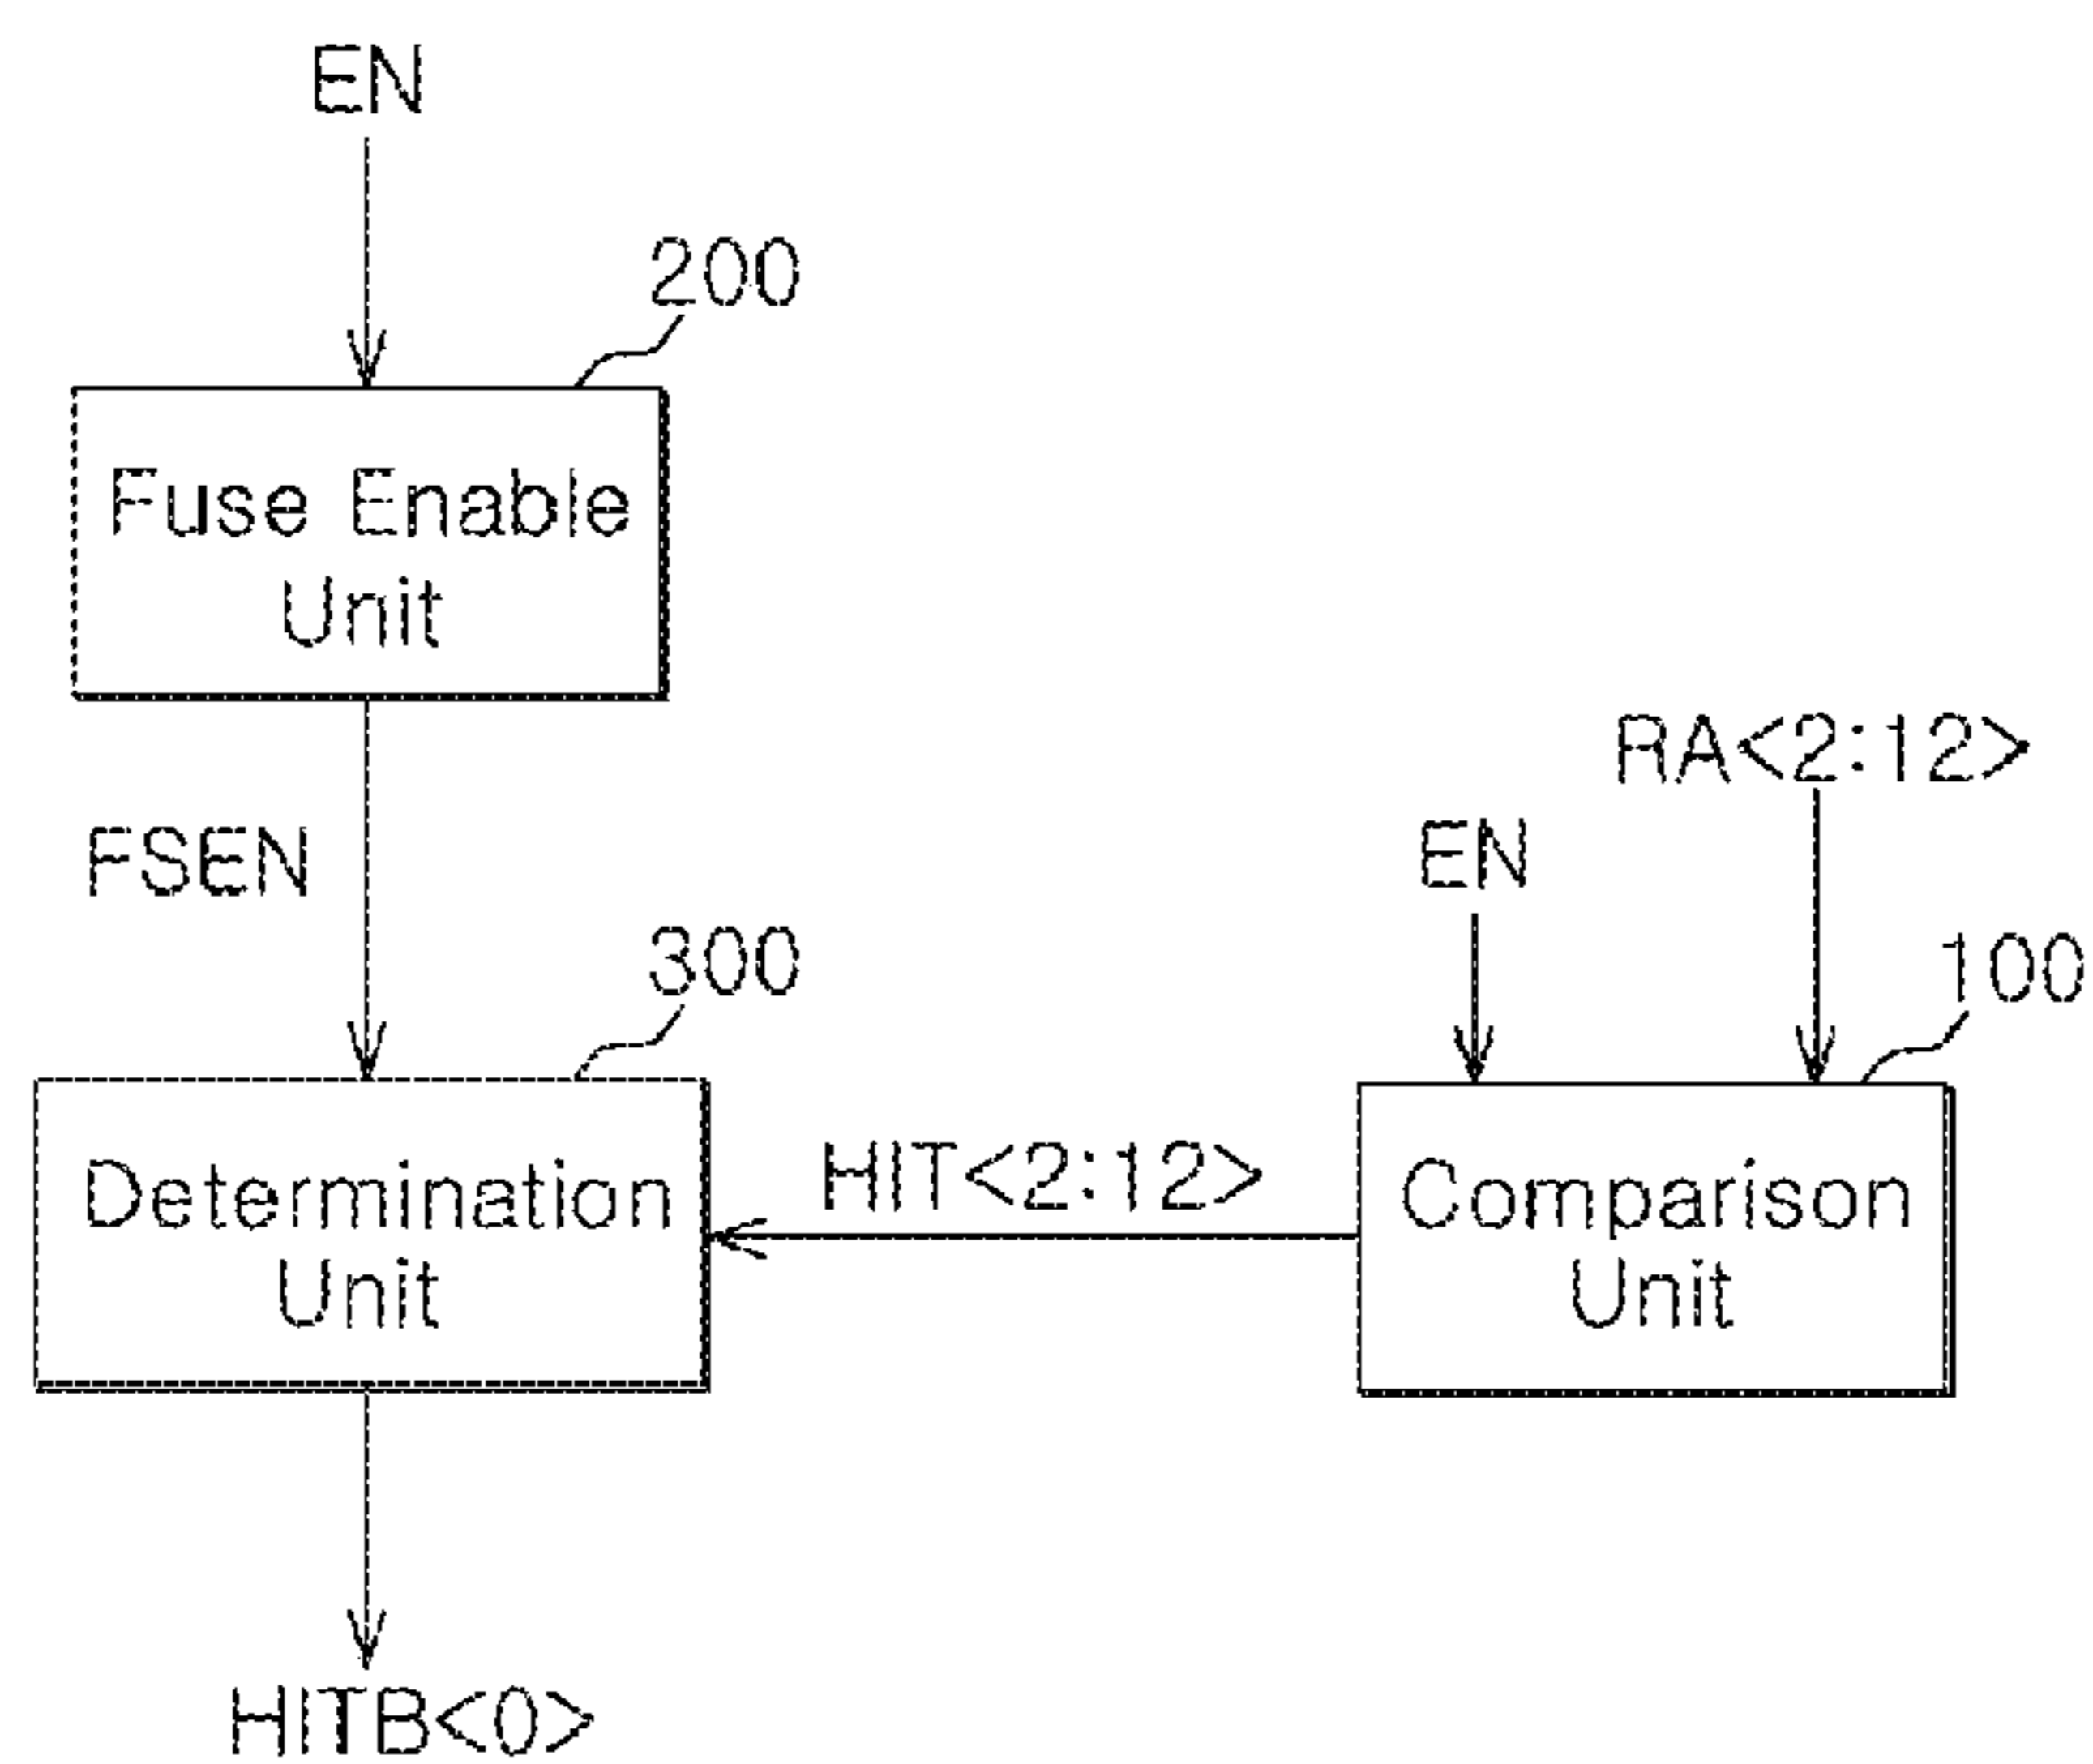 EN
200
Fuse Enable
Unit
RA<2:12>
EN
FSEN
300
100
Determination
Unit
HIT<2:12>
Comparison
Unit
HITB<0>